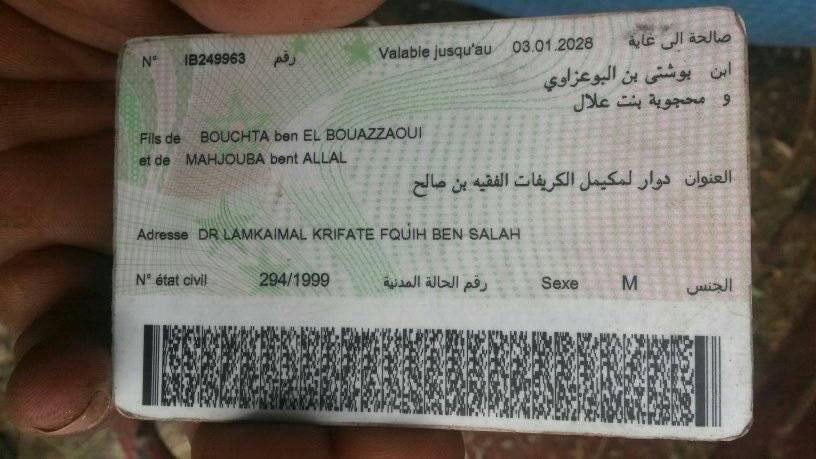 N° IB249963 رقم Valable jusqu'au 03.01.2028 صالحة إلى غاية
ابن بوشتى بن البوعزاوي
و محجوبة بنت علال
Fils de BOUCHTA ben EL BOUAZZAOUI
et de MAHJOUBA bent ALLAL
العنوان دوار لمكيمل الكريفات الفقيه بن صالح
Adresse DR LAMKAIMAL KRIFATE FQUIH BEN SALAH
N° état civil 294/1999 رقم الحالة المدنية Sexe M الجنس